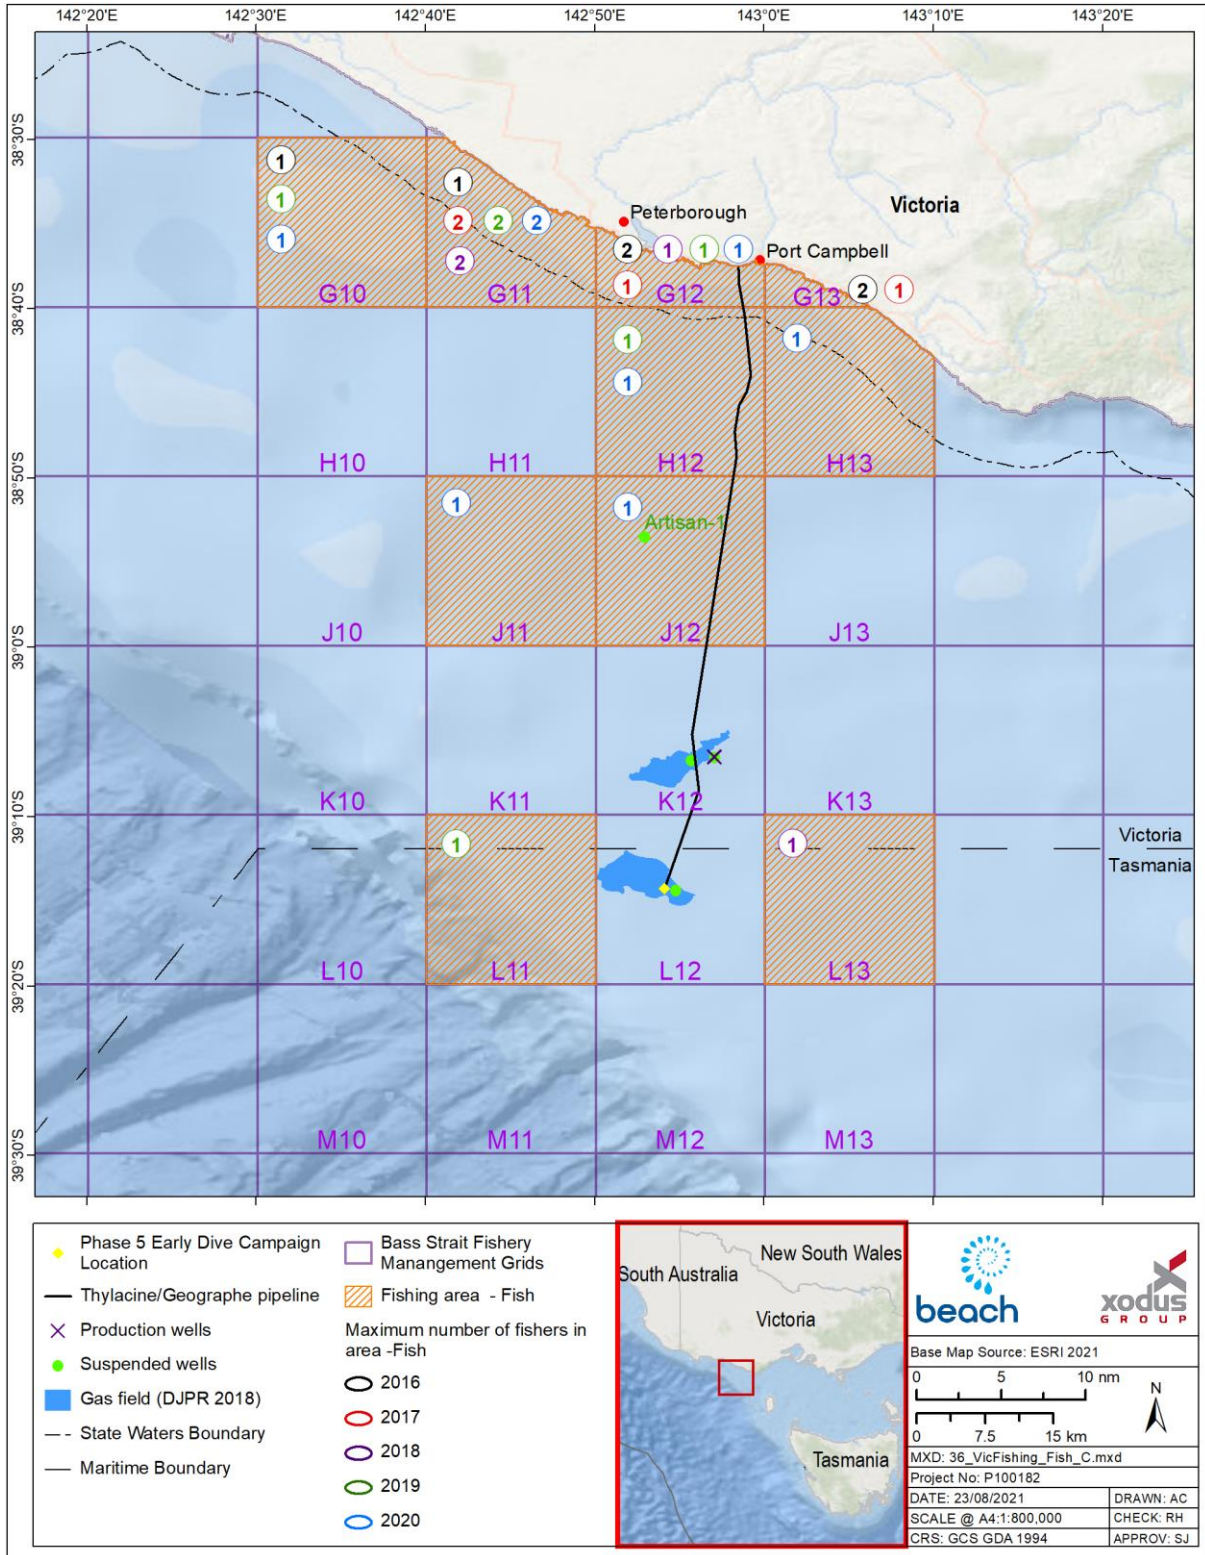 142°20'E 142°30'E 142°40'E 142°50'E 143°0'E 143°10'E 143°20'E
38°30'S
1
1
1
1
2 2 2
2
Peterborough
Victoria
2 1 1 1 Port Campbell
1
2 1
G10 G11 G12 G13
38°40'S
1
1
1
H10 H11 H12 H13
38°50'S
1 1
Artisan-1
J10 J11 J12 J13
39°0'S
K10 K11 K12 K13
39°10'S
1 1
Victoria
Tasmania
L10 L11 L12 L13
39°20'S
M10 M11 M12 M13
39°30'S
Phase 5 Early Dive Campaign
Location
Thylacine/Geographe pipeline
Production wells
Suspended wells
Gas field (DJPR 2018)
State Waters Boundary
Maritime Boundary
Bass Strait Fishery
Manangement Grids
Fishing area - Fish
Maximum number of fishers in
area -Fish
2016
2017
2018
2019
2020
New South Wales
South Australia
Victoria
Tasmania
beach
xodus
GROUP
Base Map Source: ESRI 2021
0 5 10 nm
N
0 7.5 15 km
MXD: 36_VicFishing_Fish_C.mxd
Project No: P100182
DATE: 23/08/2021 DRAWN: AC
SCALE @ A4:1:800,000 CHECK: RH
CRS: GCS GDA 1994 APPROV: SJ